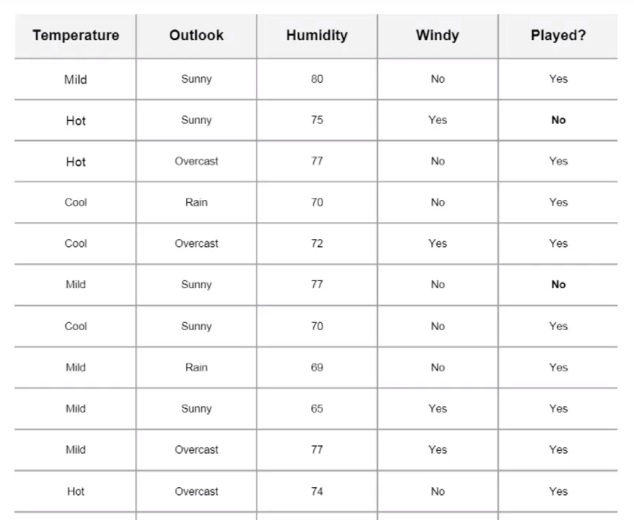 Temperature Outlook Humidity Windy Played?
Mild Sunny 80 No Yes
Hot Sunny 75 Yes No
Hot Overcast 77 No Yes
Cool Rain 70 No Yes
Cool Overcast 72 Yes Yes
Mild Sunny 77 No No
Cool Sunny 70 No Yes
Mild Rain 69 No Yes
Mild Sunny 65 Yes Yes
Mild Overcast 77 Yes Yes
Hot Overcast 74 No Yes